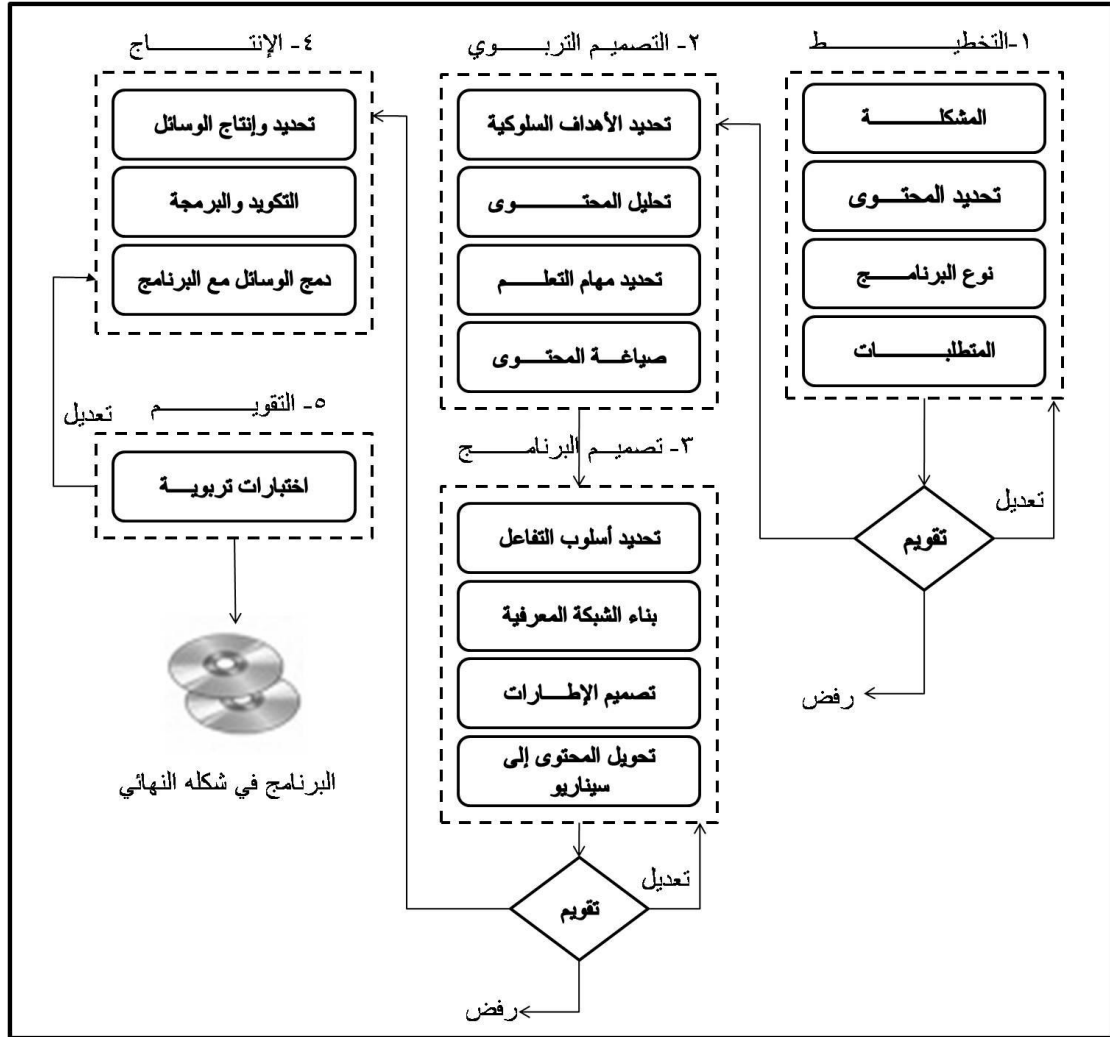 ١-التخطيط
المشكلة
تحديد المحتوى
نوع البرنامج
المتطلبات
تقويم
تعديل
رفض
٢- التصميم التربوي
تحديد الأهداف السلوكية
تحليل المحتوى
تحديد مهام التعلم
صياغة المحتوى
٣- تصميم البرنامج
تحديد أسلوب التفاعل
بناء الشبكة المعرفية
تصميم الإطارات
تحويل المحتوى إلى
سيناريو
تقويم
تعديل
رفض
٤- الإنتاج
تحديد وإنتاج الوسائل
التكويد والبرمجة
دمج الوسائل مع البرنامج
٥- التقويم
تعديل
اختبارات تربوية
البرنامج في شكله النهائي